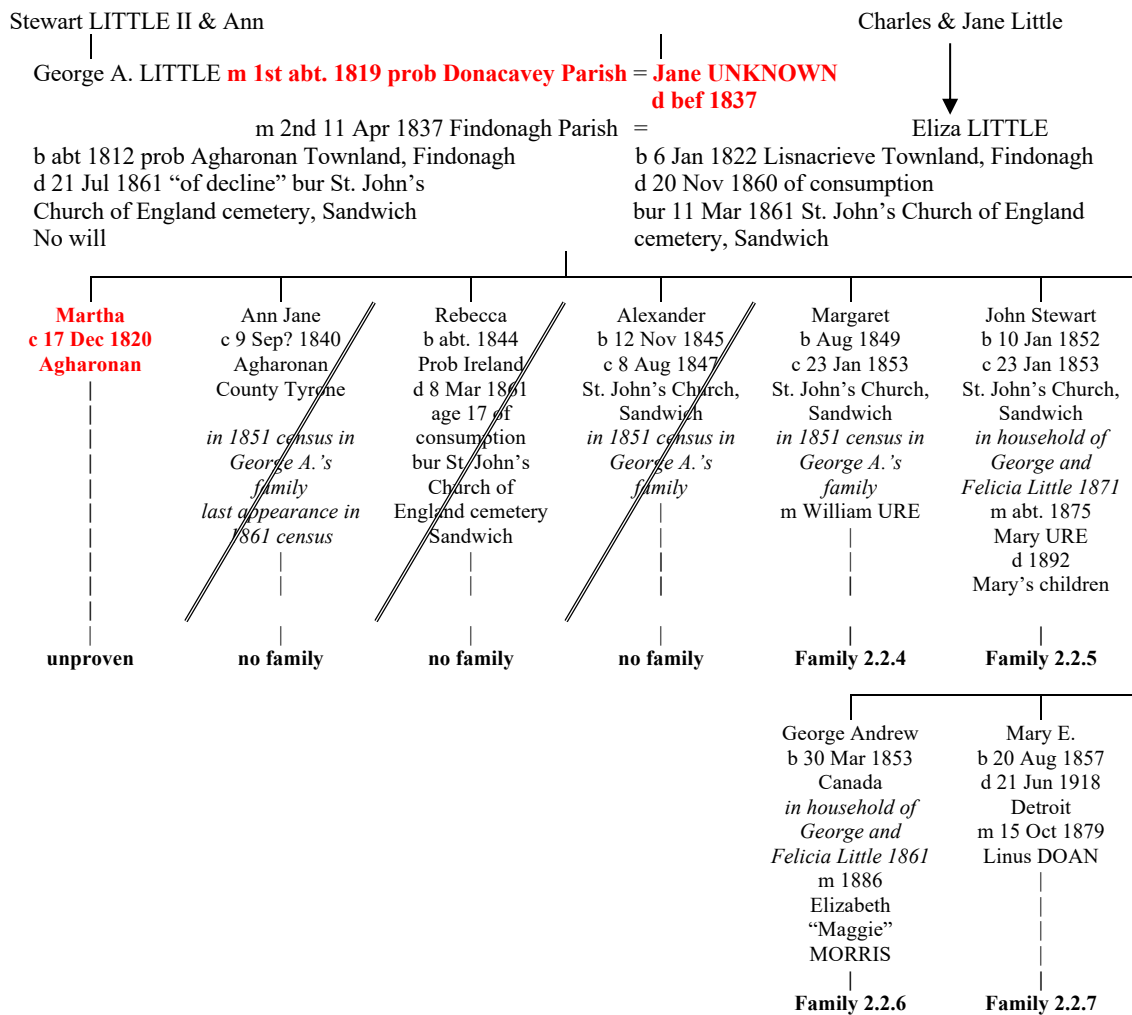 Stewart LITTLE II & Ann
Charles & Jane Little
George A. LITTLE m 1st abt. 1819 prob Donacavey Parish = Jane UNKNOWN
d bef 1837
m 2nd 11 Apr 1837 Findonagh Parish =
Eliza LITTLE
b abt 1812 prob Agharonan Townland, Findonagh
d 21 Jul 1861 “of decline” bur St. John’s
Church of England cemetery, Sandwich
No will
b 6 Jan 1822 Lisnacrieve Townland, Findonagh
d 20 Nov 1860 of consumption
bur 11 Mar 1861 St. John’s Church of England
cemetery, Sandwich
Martha
c 17 Dec 1820
Agharonan
unproven
Ann Jane
c 9 Sep? 1840
Agharonan
County Tyrone
in 1851 census in
George A.’s
family
last appearance in
1861 census
no family
Rebecca
b abt. 1844
Prob Ireland
d 8 Mar 1861
age 17 of
consumption
bur St. John’s
Church of
England cemetery
Sandwich
no family
Alexander
b 12 Nov 1845
c 8 Aug 1847
St. John’s Church,
Sandwich
in 1851 census in
George A.’s
family
no family
Margaret
b Aug 1849
c 23 Jan 1853
St. John’s Church,
Sandwich
in 1851 census in
George A.’s
family
m William URE
Family 2.2.4
John Stewart
b 10 Jan 1852
c 23 Jan 1853
St. John’s Church,
Sandwich
in household of
George and
Felicia Little 1871
m abt. 1875
Mary URE
d 1892
Mary’s children
Family 2.2.5
George Andrew
b 30 Mar 1853
Canada
in household of
George and
Felicia Little 1861
m 1886
Elizabeth
“Maggie”
MORRIS
Family 2.2.6
Mary E.
b 20 Aug 1857
d 21 Jun 1918
Detroit
m 15 Oct 1879
Linus DOAN
Family 2.2.7